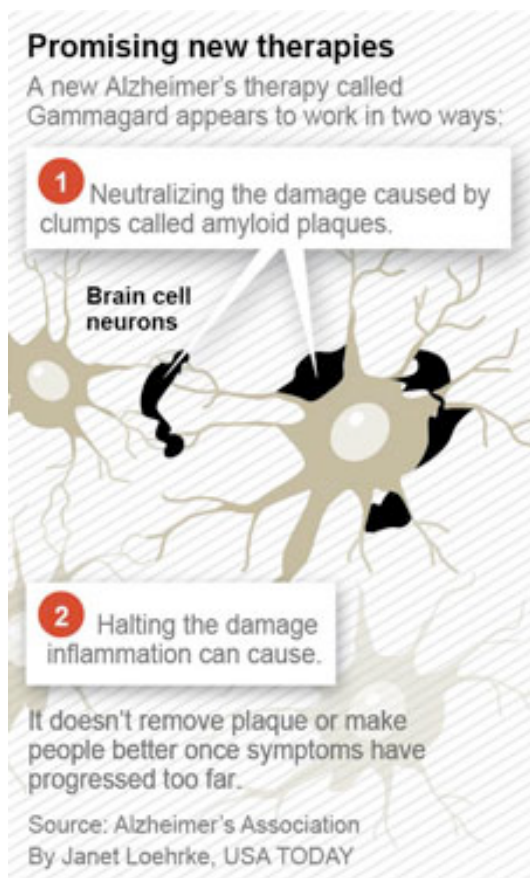 Promising new therapies
A new Alzheimer's therapy called
Gammagard appears to work in two ways:
1 Neutralizing the damage caused by
clumps called amyloid plaques.
Brain cell
neurons
2 Halting the damage
inflammation can cause.
It doesn't remove plaque or make
people better once symptoms have
progressed too far.
Source: Alzheimer's Association
By Janet Loehrke, USA TODAY